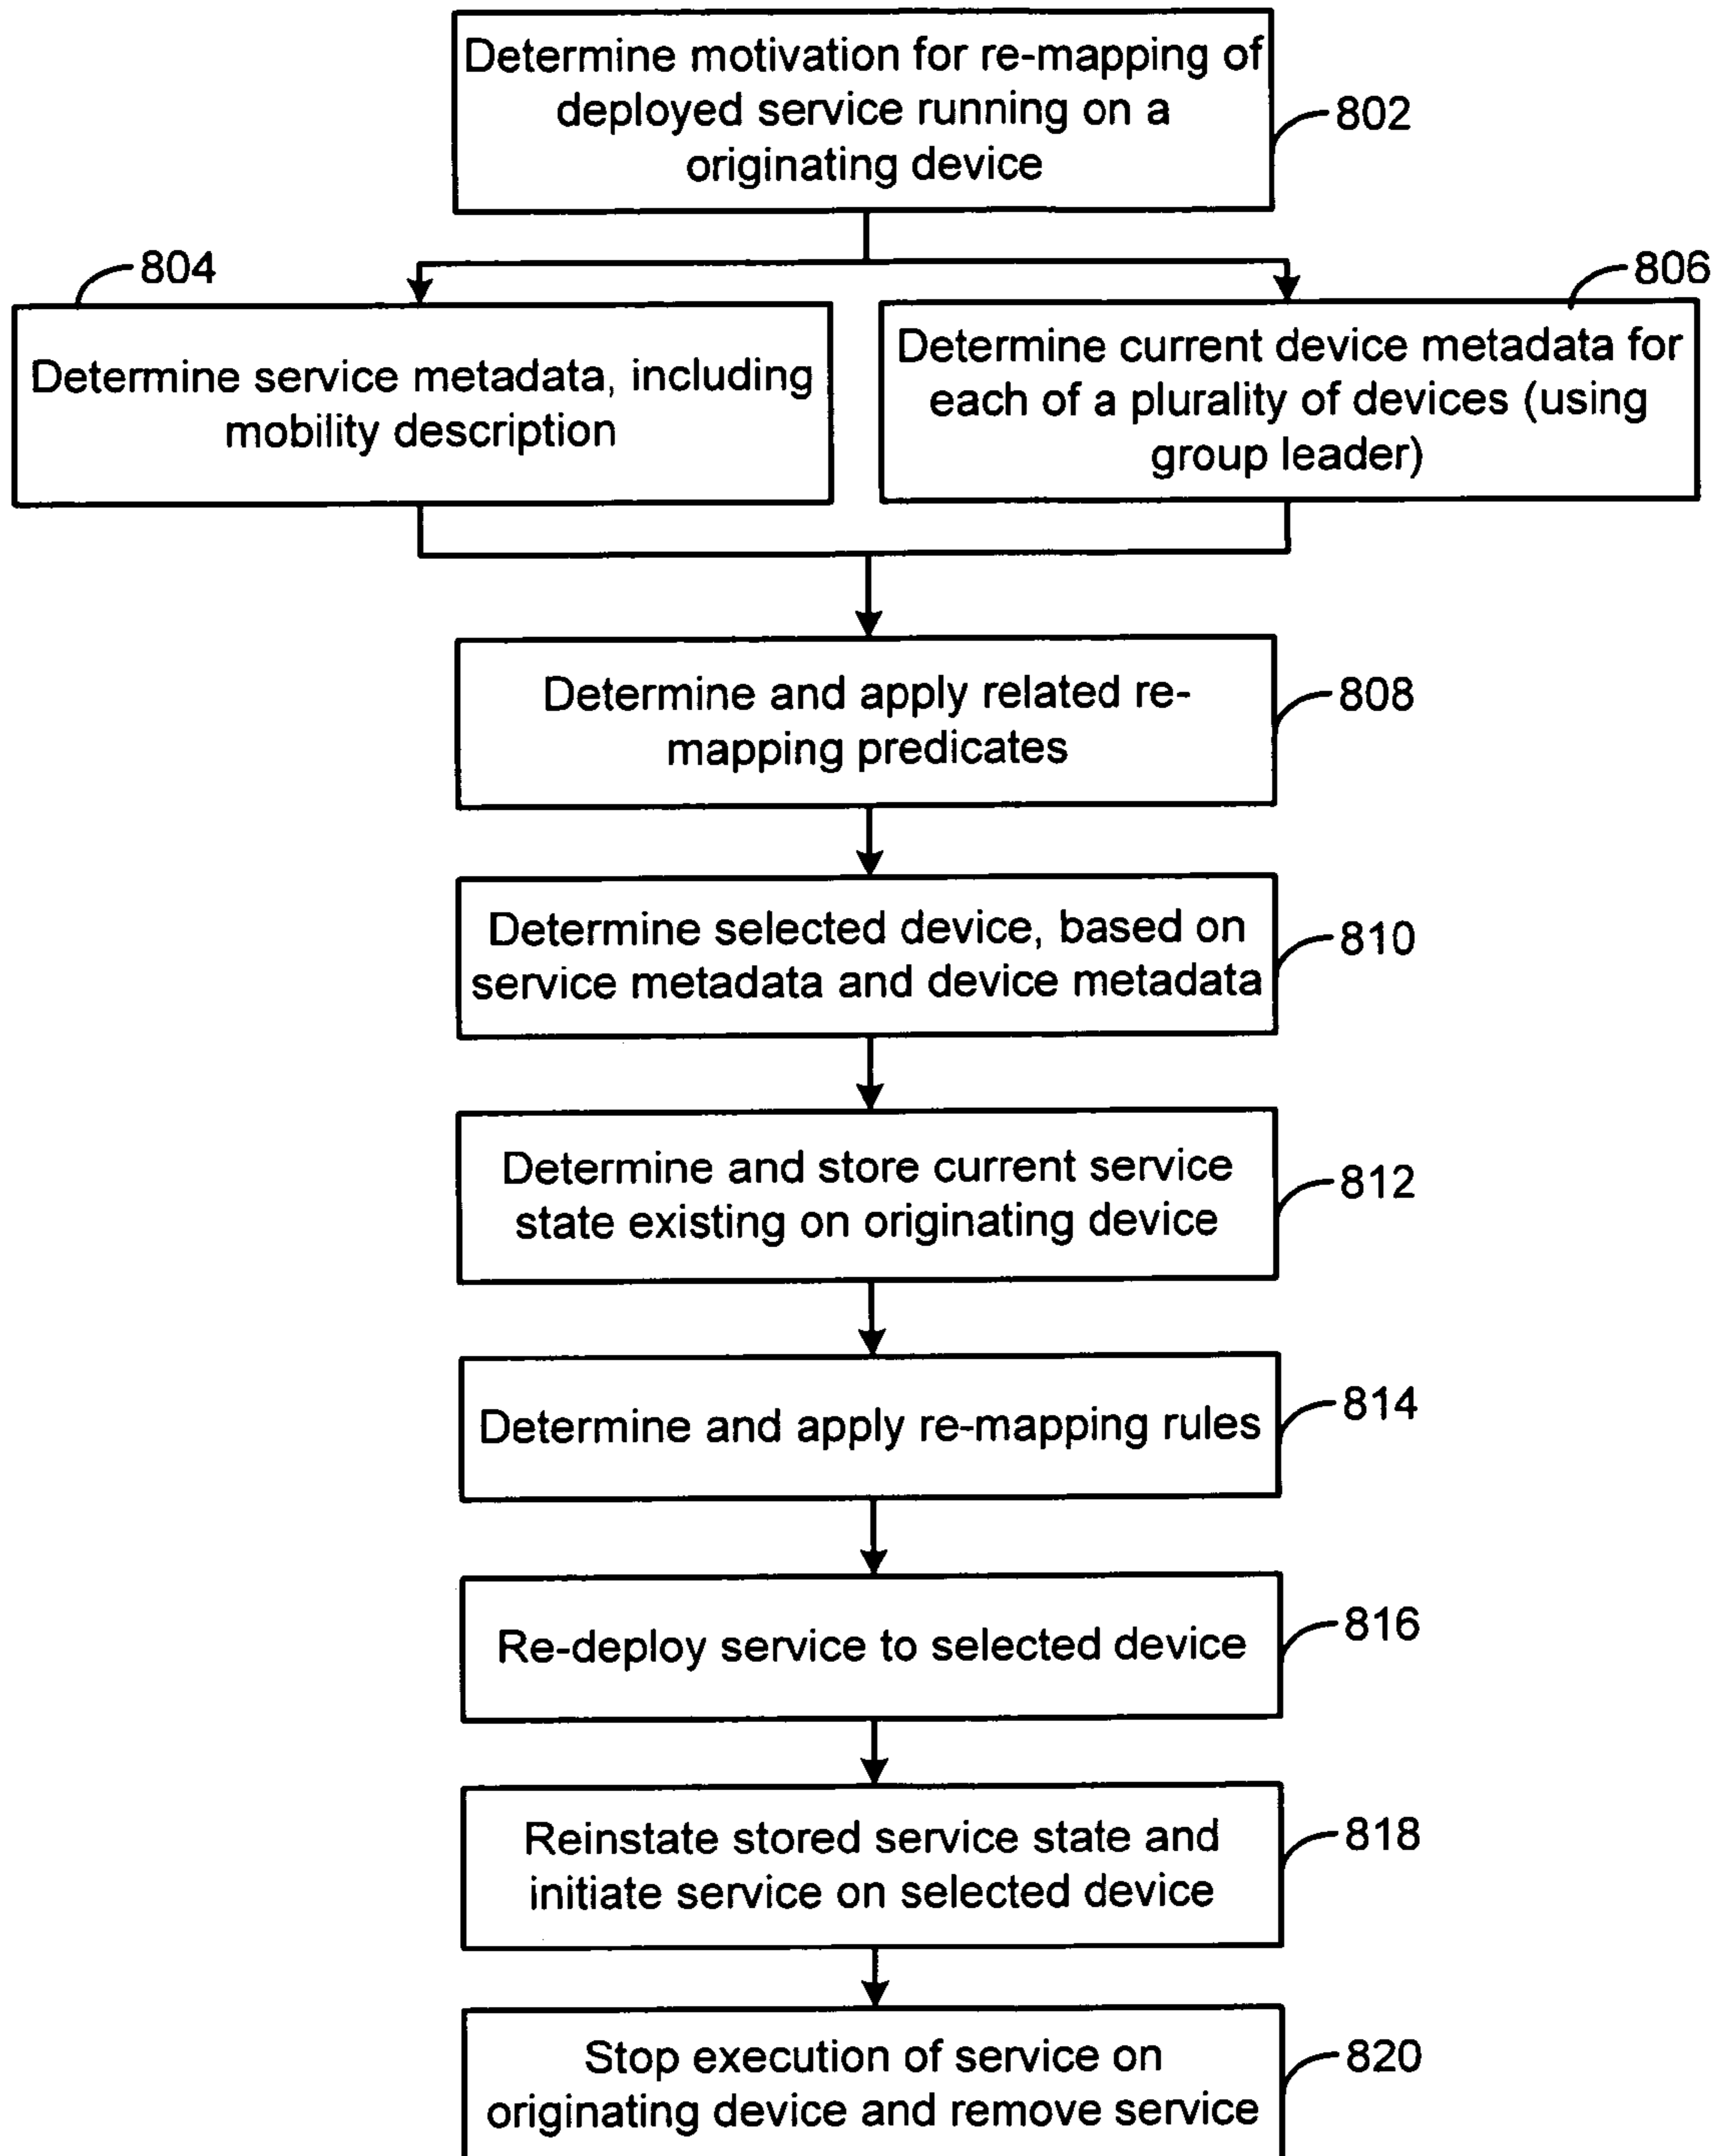 Determine motivation for re-mapping of
deployed service running on a
originating device
802
804
806
Determine service metadata, including
mobility description
Determine current device metadata for
each of a plurality of devices (using
group leader)
Determine and apply related re-
mapping predicates
808
Determine selected device, based on
service metadata and device metadata
810
Determine and store current service
state existing on originating device
812
Determine and apply re-mapping rules
814
Re-deploy service to selected device
816
Reinstate stored service state and
initiate service on selected device
818
Stop execution of service on
originating device and remove service
820